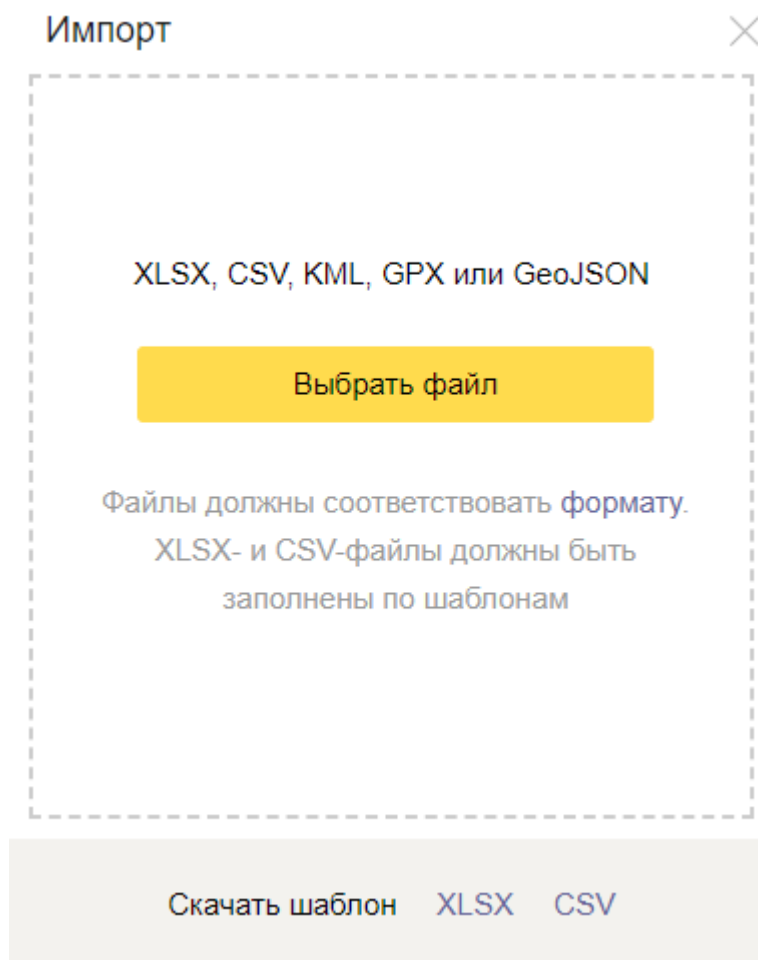 Импорт
XLSX, CSV, KML, GPX или GeoJSON
Выбрать файл
Файлы должны соответствовать формату.
XLSX- и CSV-файлы должны быть
заполнены по шаблонам
Скачать шаблон XLSX CSV